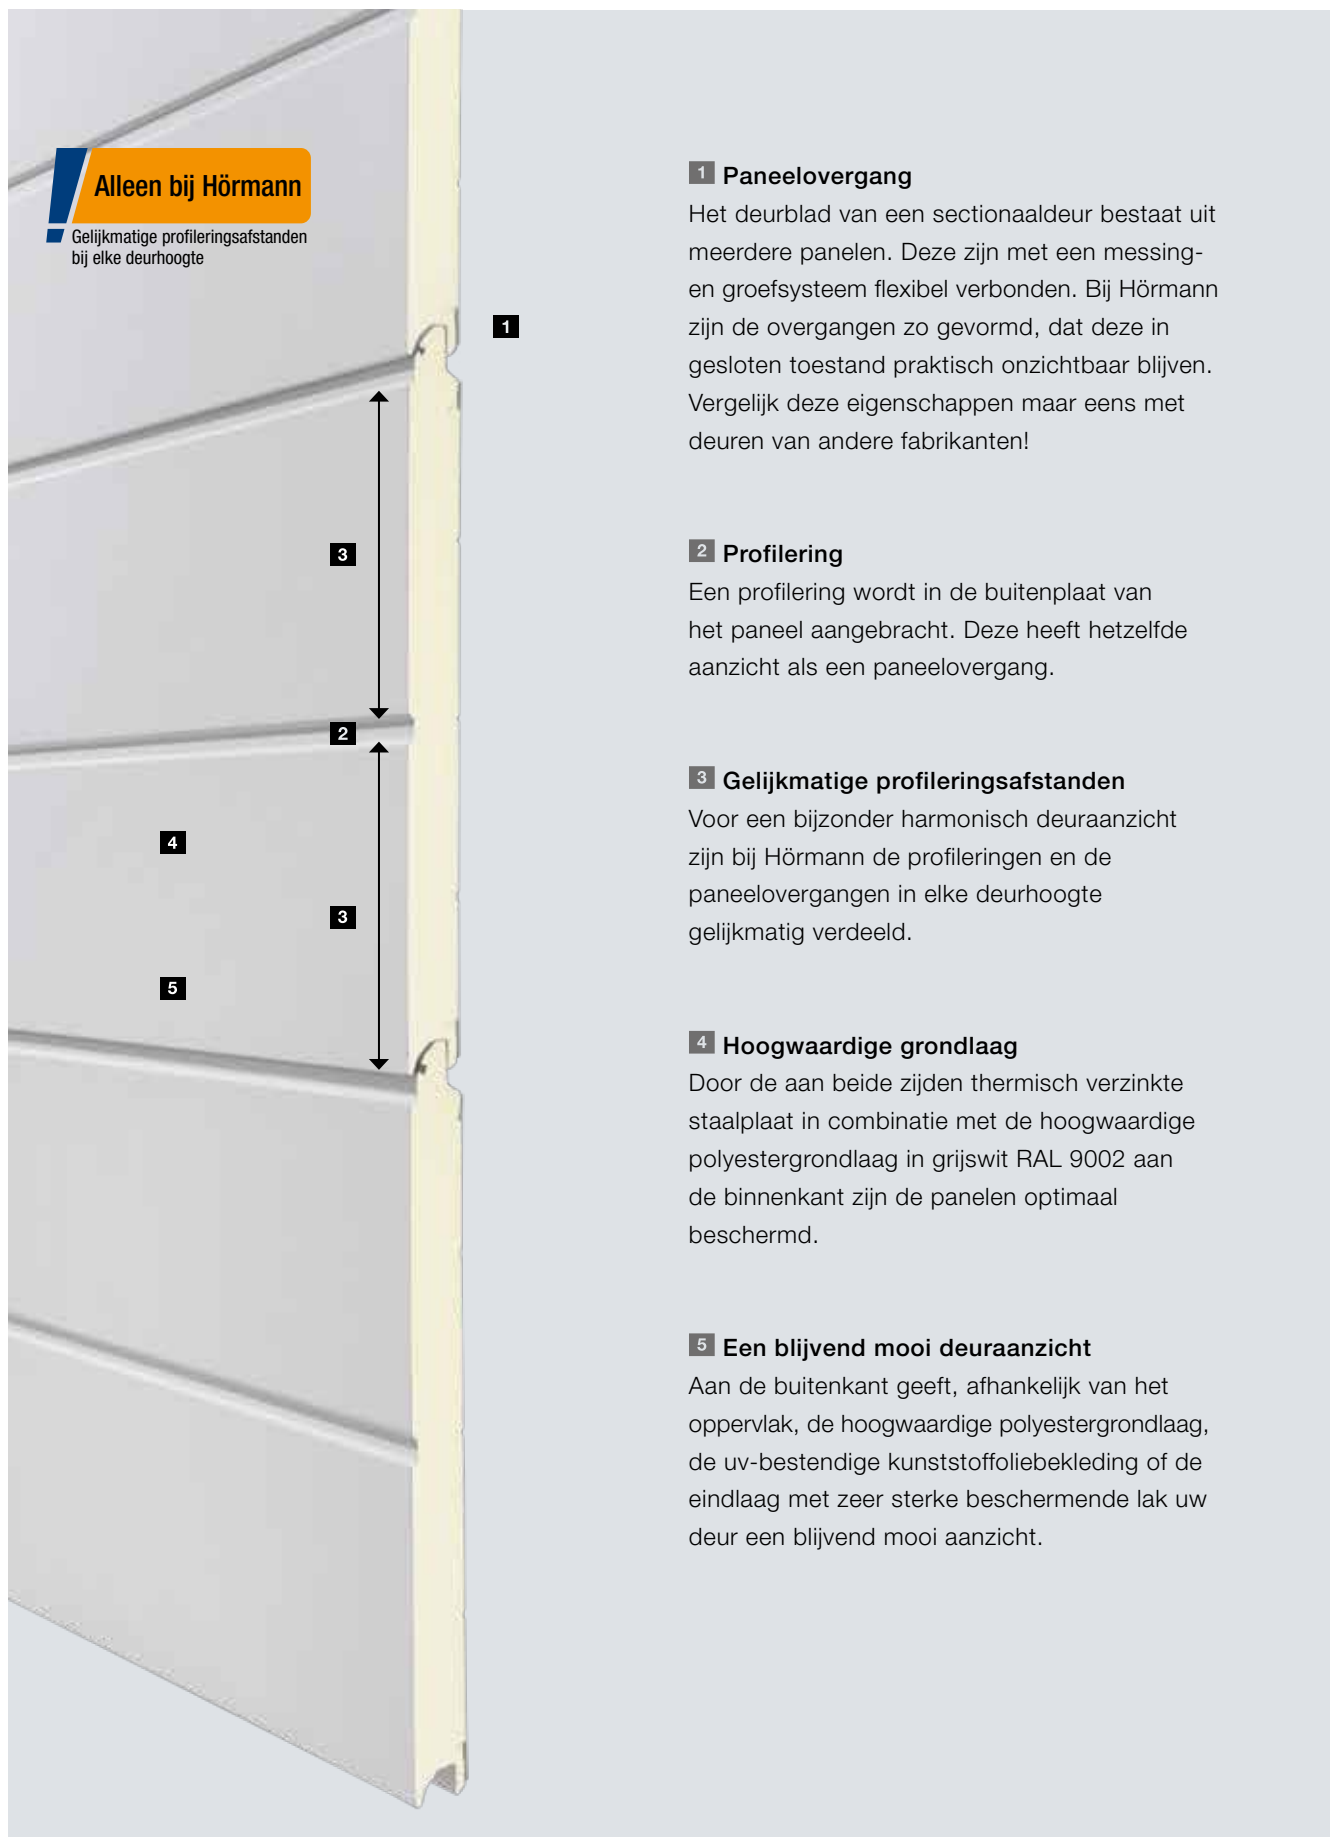 Alleen bij Hörmann
Gelijkmatige profileringsafstanden
bij elke deurhoogte
1
3
2
4
3
5
1 Paneelovergang
Het deurblad van een sectionaaldeur bestaat uit
meerdere panelen. Deze zijn met een messing-
en groefsysteem flexibel verbonden. Bij Hörmann
zijn de overgangen zo gevormd, dat deze in
gesloten toestand praktisch onzichtbaar blijven.
Vergelijk deze eigenschappen maar eens met
deuren van andere fabrikanten!
2 Profilering
Een profilering wordt in de buitenplaat van
het paneel aangebracht. Deze heeft hetzelfde
aanzicht als een paneelovergang.
3 Gelijkmatige profileringsafstanden
Voor een bijzonder harmonisch deuraanzicht
zijn bij Hörmann de profileringen en de
paneelovergangen in elke deurhoogte
gelijkmatig verdeeld.
4 Hoogwaardige grondlaag
Door de aan beide zijden thermisch verzinkte
staalplaat in combinatie met de hoogwaardige
polyestergrondlaag in grijswit RAL 9002 aan
de binnenkant zijn de panelen optimaal
beschermd.
5 Een blijvend mooi deuraanzicht
Aan de buitenkant geeft, afhankelijk van het
oppervlak, de hoogwaardige polyestergrondlaag,
de uv-bestendige kunststoffoliebekleding of de
eindlaag met zeer sterke beschermende lak uw
deur een blijvend mooi aanzicht.